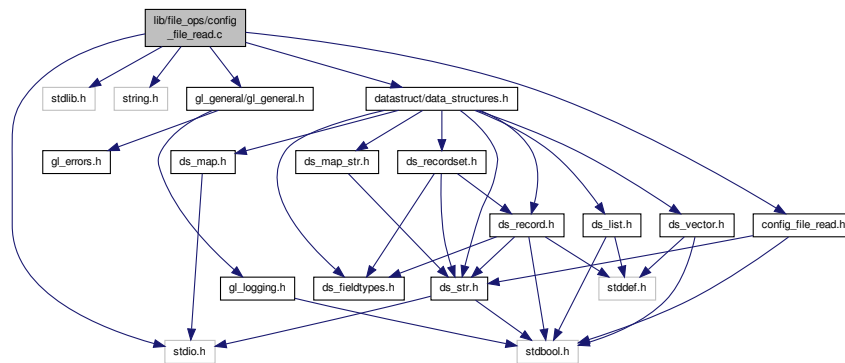 lib/file_ops/config
_file_read.c
stdlib.h
string.h
gl_general/gl_general.h
datastruct/data_structures.h
gl_errors.h
ds_map.h
ds_map_str.h
ds_recordset.h
ds_record.h
ds_list.h
ds_vector.h
config_file_read.h
gl_logging.h
ds_fieldtypes.h
ds_str.h
stddef.h
stdio.h
stdbool.h